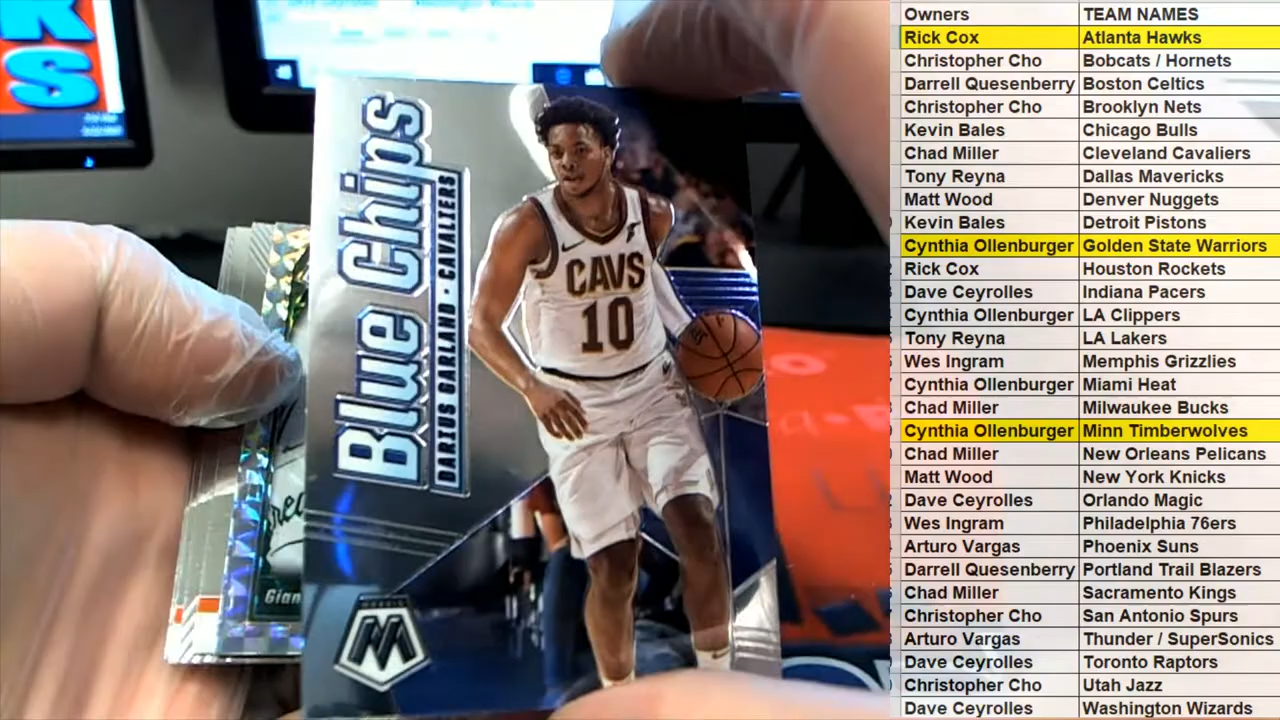 KS
Blue Chips
DARIUS GARLAND • CAVALIERS
CAVS
10
MOSAIC
M
Gian
Owners TEAM NAMES
Rick Cox Atlanta Hawks
Christopher Cho Bobcats / Hornets
Darrell Quesenberry Boston Celtics
Christopher Cho Brooklyn Nets
Kevin Bales Chicago Bulls
Chad Miller Cleveland Cavaliers
Tony Reyna Dallas Mavericks
Matt Wood Denver Nuggets
Kevin Bales Detroit Pistons
Cynthia Ollenburger Golden State Warriors
Rick Cox Houston Rockets
Dave Ceyrolles Indiana Pacers
Cynthia Ollenburger LA Clippers
Tony Reyna LA Lakers
Wes Ingram Memphis Grizzlies
Cynthia Ollenburger Miami Heat
Chad Miller Milwaukee Bucks
Cynthia Ollenburger Minn Timberwolves
Chad Miller New Orleans Pelicans
Matt Wood New York Knicks
Dave Ceyrolles Orlando Magic
Wes Ingram Philadelphia 76ers
Arturo Vargas Phoenix Suns
Darrell Quesenberry Portland Trail Blazers
Chad Miller Sacramento Kings
Christopher Cho San Antonio Spurs
Arturo Vargas Thunder / SuperSonics
Dave Ceyrolles Toronto Raptors
Christopher Cho Utah Jazz
Dave Ceyrolles Washington Wizards